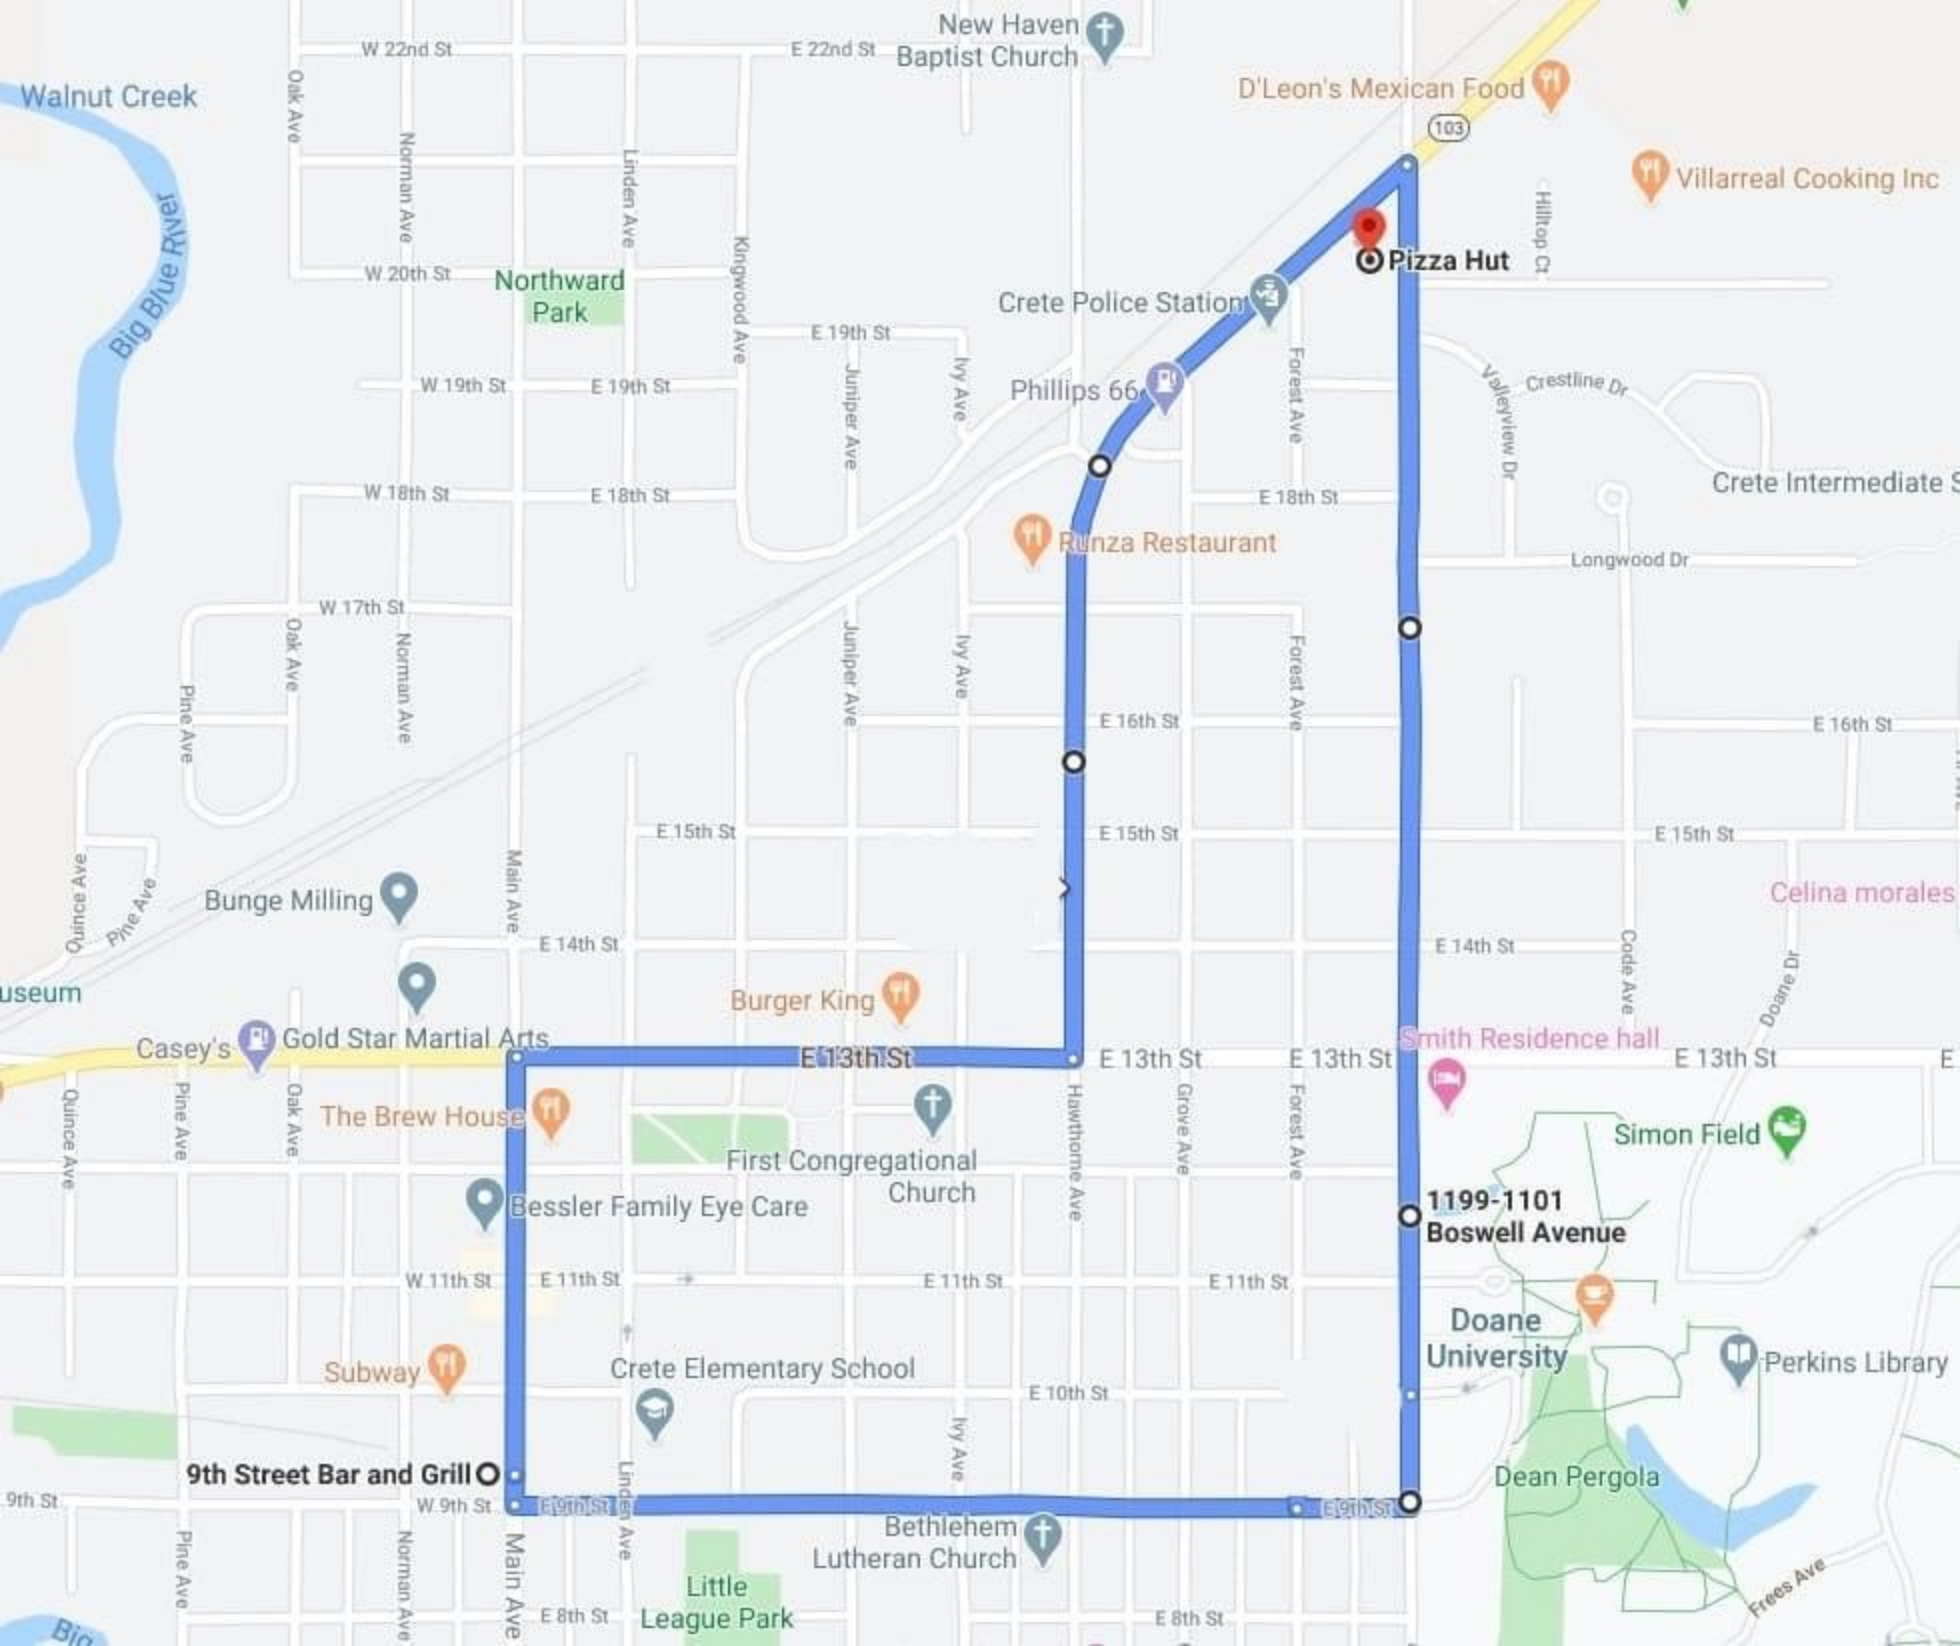 New Haven
Baptist Church
W 22nd St
E 22nd St
D'Leon's Mexican Food
Walnut Creek
Oak Ave
103
Norman Ave
Linden Ave
Villarreal Cooking Inc
Big Blue River
Kingwood Ave
Hilltop Ct
W 20th St
Northward
Park
Pizza Hut
Crete Police Station
E 19th St
Phillips 66
W 19th St
E 19th St
Juniper Ave
Ivy Ave
Forest Ave
Valleyview Dr
Crestline Dr
W 18th St
E 18th St
E 18th St
Crete Intermediate S
Runza Restaurant
Longwood Dr
W 17th St
Oak Ave
Norman Ave
Juniper Ave
Ivy Ave
Forest Ave
Pine Ave
E 16th St
E 16th St
E 15th St
E 15th St
E 15th St
Quince Ave
Pine Ave
Main Ave
Bunge Milling
Celina morales
E 14th St
E 14th St
Code Ave
Doane Dr
useum
Burger King
Casey's
Gold Star Martial Arts
Smith Residence hall
E 13th St
E 13th St
E 13th St
E 13th St
E
Quince Ave
Pine Ave
Oak Ave
The Brew House
Hawthorne Ave
Grove Ave
Forest Ave
Simon Field
First Congregational
Church
Bessler Family Eye Care
1199-1101
Boswell Avenue
W 11th St
E 11th St
E 11th St
E 11th St
Doane
University
Subway
Crete Elementary School
E 10th St
Perkins Library
Ivy Ave
9th Street Bar and Grill
Linden Ave
Dean Pergola
9th St
W 9th St
E 9th St
E 9th St
Bethlehem
Lutheran Church
Pine Ave
Norman Ave
Main Ave
Little
League Park
E 8th St
E 8th St
Frees Ave
Big